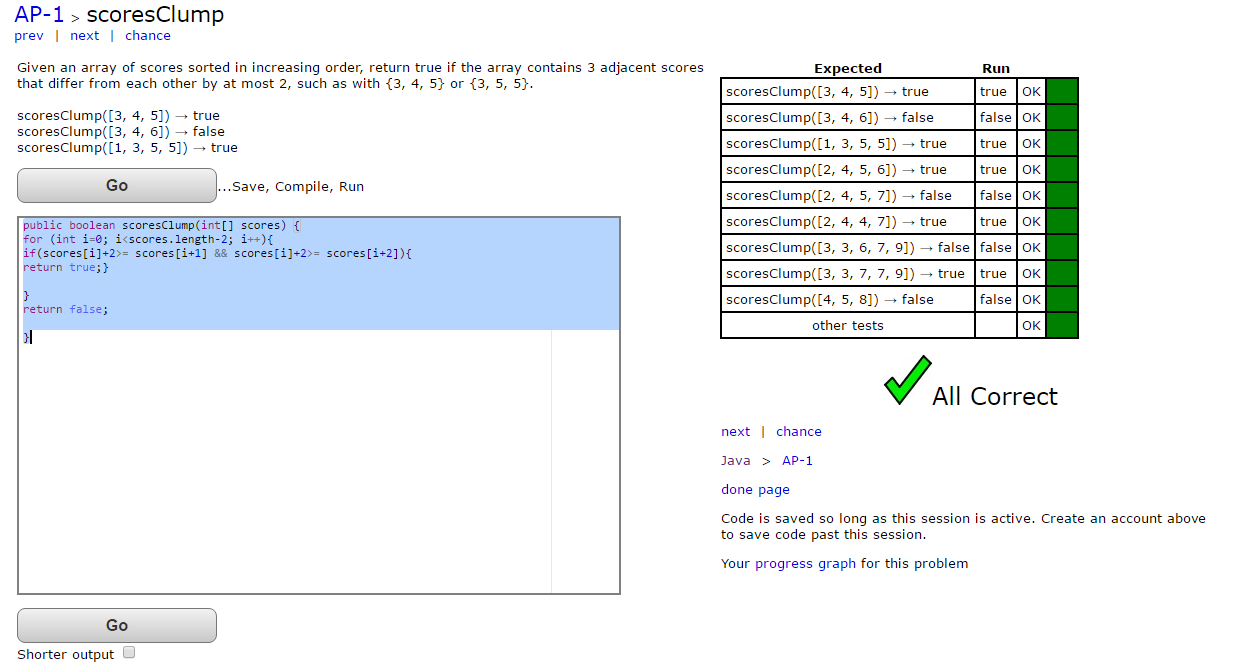 AP-1 > scoresClump
prev | next | chance
Given an array of scores sorted in increasing order, return true if the array contains 3 adjacent scores
that differ from each other by at most 2, such as with {3, 4, 5} or {3, 5, 5}.
scoresClump([3, 4, 5]) → true
scoresClump([3, 4, 6]) → false
scoresClump([1, 3, 5, 5]) → true
Go ...Save, Compile, Run
public boolean scoresClump(int[] scores) {
for (int i=0; i<scores.length-2; i++){
if(scores[i]+2>= scores[i+1] && scores[i]+2>= scores[i+2]){
return true;}
}
return false;
}
Go
Shorter output
Expected Run
scoresClump([3, 4, 5]) → true true OK
scoresClump([3, 4, 6]) → false false OK
scoresClump([1, 3, 5, 5]) → true true OK
scoresClump([2, 4, 5, 6]) → true true OK
scoresClump([2, 4, 5, 7]) → false false OK
scoresClump([2, 4, 4, 7]) → true true OK
scoresClump([3, 3, 6, 7, 9]) → false false OK
scoresClump([3, 3, 7, 7, 9]) → true true OK
scoresClump([4, 5, 8]) → false false OK
other tests OK
All Correct
next | chance
Java > AP-1
done page
Code is saved so long as this session is active. Create an account above
to save code past this session.
Your progress graph for this problem